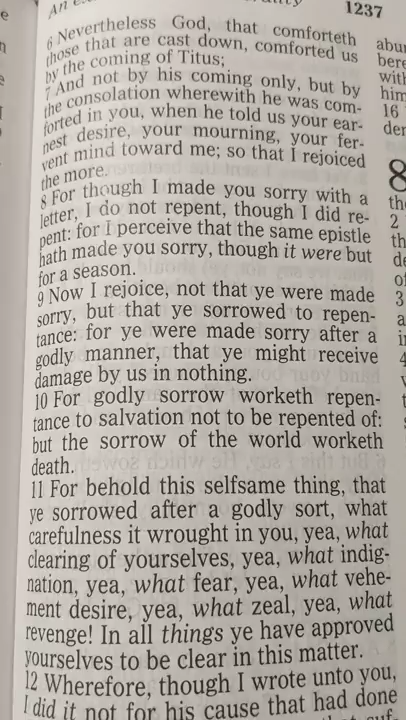 An
1237
6 Nevertheless God, that comforteth
those that are cast down, comforted us
by the coming of Titus;
7 And not by his coming only, but by
the consolation wherewith he was com-
forted in you, when he told us your ear-
nest desire, your mourning, your fer-
vent mind toward me; so that I rejoiced
the more.
8 For though I made you sorry with a
letter, I do not repent, though I did re-
pent: for I perceive that the same epistle
hath made you sorry, though it were but
for a season.
9 Now I rejoice, not that ye were made
sorry, but that ye sorrowed to repen-
tance: for ye were made sorry after a
godly manner, that ye might receive
damage by us in nothing.
10 For godly sorrow worketh repen-
tance to salvation not to be repented of:
but the sorrow of the world worketh
death.
11 For behold this selfsame thing, that
ye sorrowed after a godly sort, what
carefulness it wrought in you, yea, what
clearing of yourselves, yea, what indig-
nation, yea, what fear, yea, what vehe-
ment desire, yea, what zeal, yea, what
revenge! In all things ye have approved
yourselves to be clear in this matter.
12 Wherefore, though I wrote unto you,
I did it not for his cause that had done
with
him
16
8
2
3
4